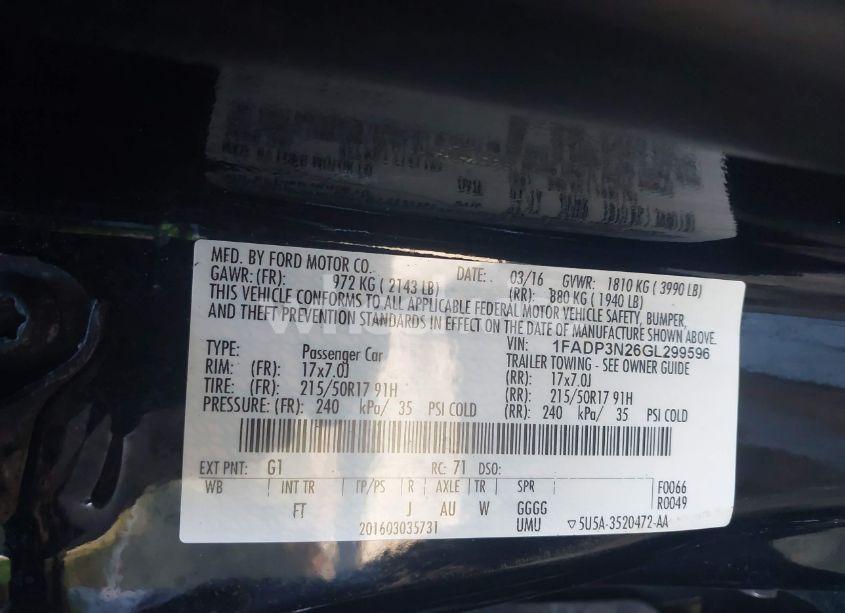 MFD. BY FORD MOTOR CO. DATE: 03/16 GVWR: 1810 KG ( 3990 LB)
GAWR: (FR): 972 KG ( 2143 LB) (RR): 880 KG ( 1940 LB)
THIS VEHICLE CONFORMS TO ALL APPLICABLE FEDERAL MOTOR VEHICLE SAFETY, BUMPER,
AND THEFT PREVENTION STANDARDS IN EFFECT ON THE DATE OF MANUFACTURE SHOWN ABOVE.
VIN: 1FADP3N26GL299596
TYPE: Passenger Car TRAILER TOWING - SEE OWNER GUIDE
RIM: (FR): 17x7.0J (RR): 17x7.0J
TIRE: (FR): 215/50R17 91H (RR): 215/50R17 91H
PRESSURE: (FR): 240 kPa/ 35 PSI COLD (RR): 240 kPa/ 35 PSI COLD
EXT PNT: G1 RC: 71 DSO:
WB INT TR TP/PS R AXLE TR SPR F0066
R0049
FT J AU W GGGG
201603035731 UMU ▽5U5A-3520472-AA